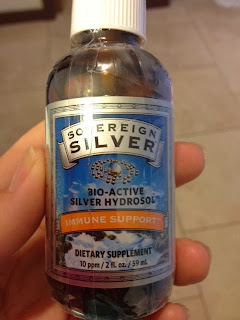 SOVEREIGN
SILVER
BIO-ACTIVE
SILVER HYDROSOL
IMMUNE SUPPORT
DIETARY SUPPLEMENT
10 ppm / 2 fl. oz. / 59 mL